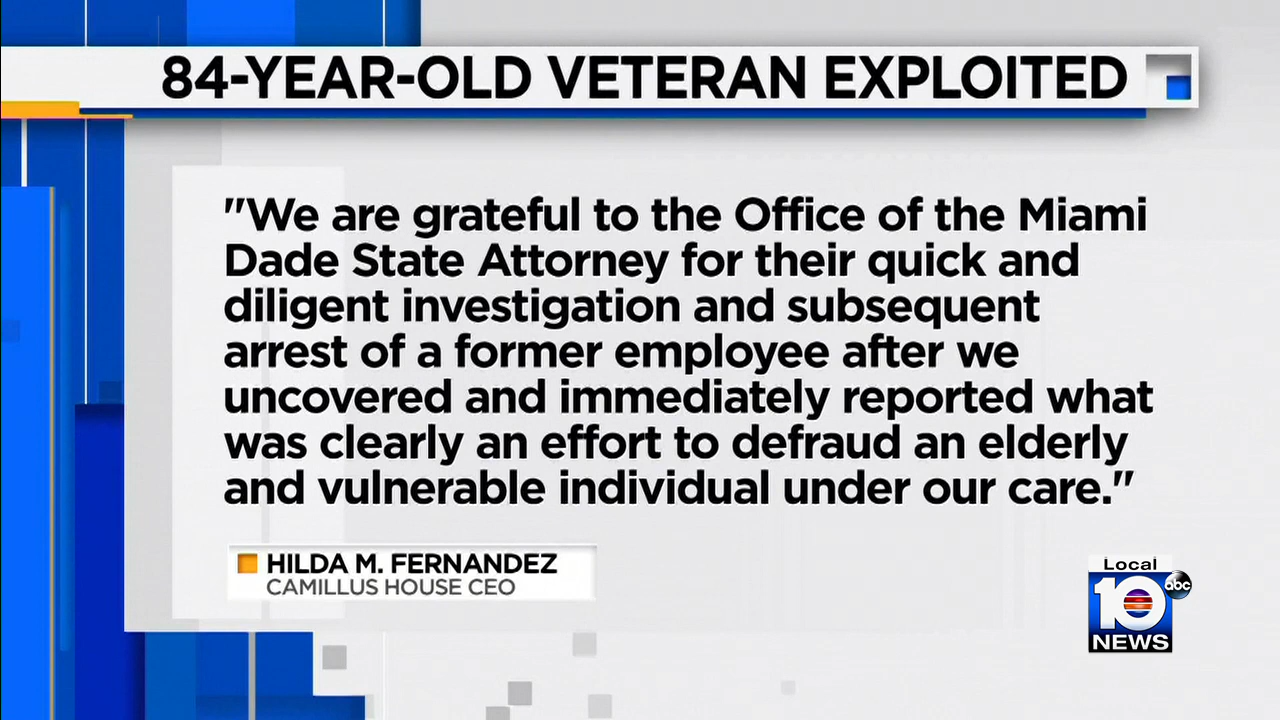 84-YEAR-OLD VETERAN EXPLOITED
"We are grateful to the Office of the Miami
Dade State Attorney for their quick and
diligent investigation and subsequent
arrest of a former employee after we
uncovered and immediately reported what
was clearly an effort to defraud an elderly
and vulnerable individual under our care."
HILDA M. FERNANDEZ
CAMILLUS HOUSE CEO
Local
10 abc
NEWS